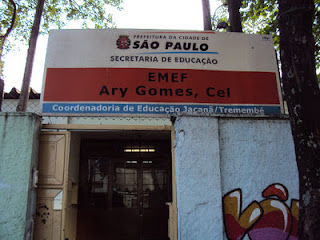 PREFEITURA DA CIDADE DE
SÃO PAULO
SECRETARIA DE EDUCAÇÃO
EMEF
Ary Gomes, Cel
Coordenadoria de Educação Jaçanã/Tremembé